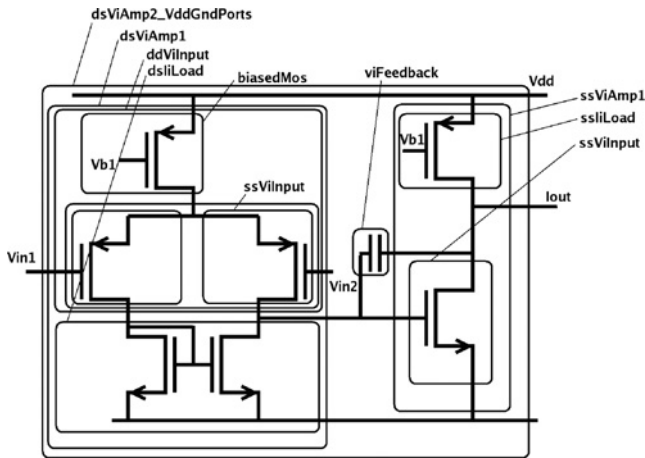 dsViAmp2_VddGndPorts
dsViAmp1
ddViInput
dsIiLoad
biasedMos
viFeedback
Vdd
ssViAmp1
ssIiLoad
ssViInput
Vb1
Vb1
ssViInput
Iout
Vin1
Vin2